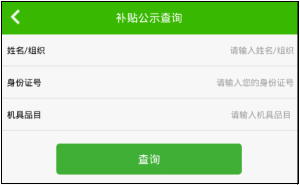 补贴公示查询
姓名/组织 请输入姓名/组织
身份证号 请输入您的身份证号
机具品目 请输入机具品目
查询